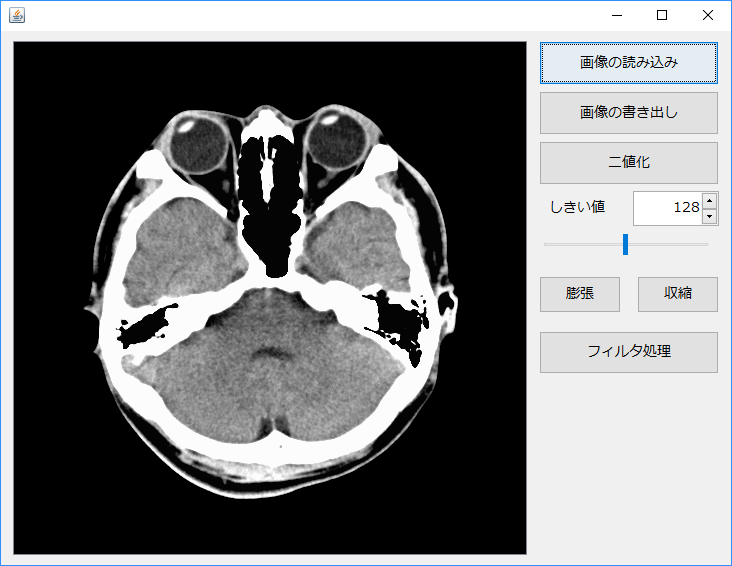 画像の読み込み
画像の書き出し
二値化
しきい値 128
膨張 収縮
フィルタ処理